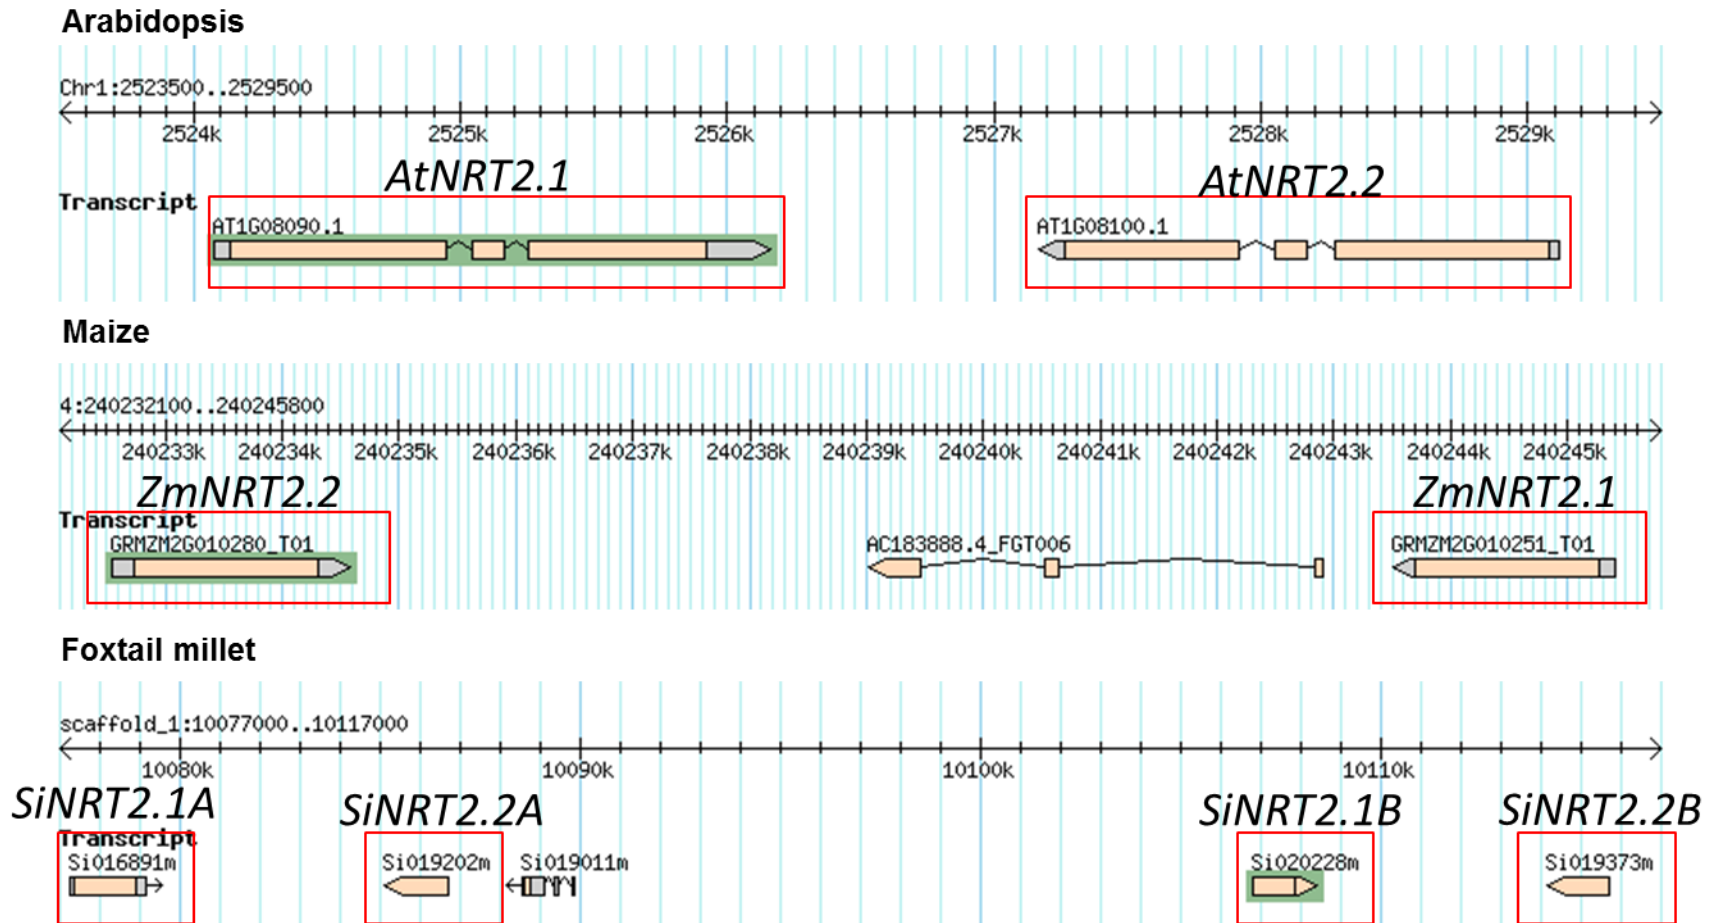 Arabidopsis
Chr1:2523500..2529500
2524k 2525k 2526k 2527k 2528k 2529k
AtNRT2.1 AtNRT2.2
Transcript
AT1G08090.1 AT1G08100.1
Maize
4:240232100..240245800
240233k 240234k 240235k 240236k 240237k 240238k 240239k 240240k 240241k 240242k 240243k 240244k 240245k
ZmNRT2.2 ZmNRT2.1
Transcript
GRMZM2G010280_T01 AC183888.4_FGT006 GRMZM2G010251_T01
Foxtail millet
scaffold_1:10077000..10117000
10080k 10090k 10100k 10110k
SiNRT2.1A SiNRT2.2A SiNRT2.1B SiNRT2.2B
Transcript
Si016891m Si019202m Si019011m Si020228m Si019373m